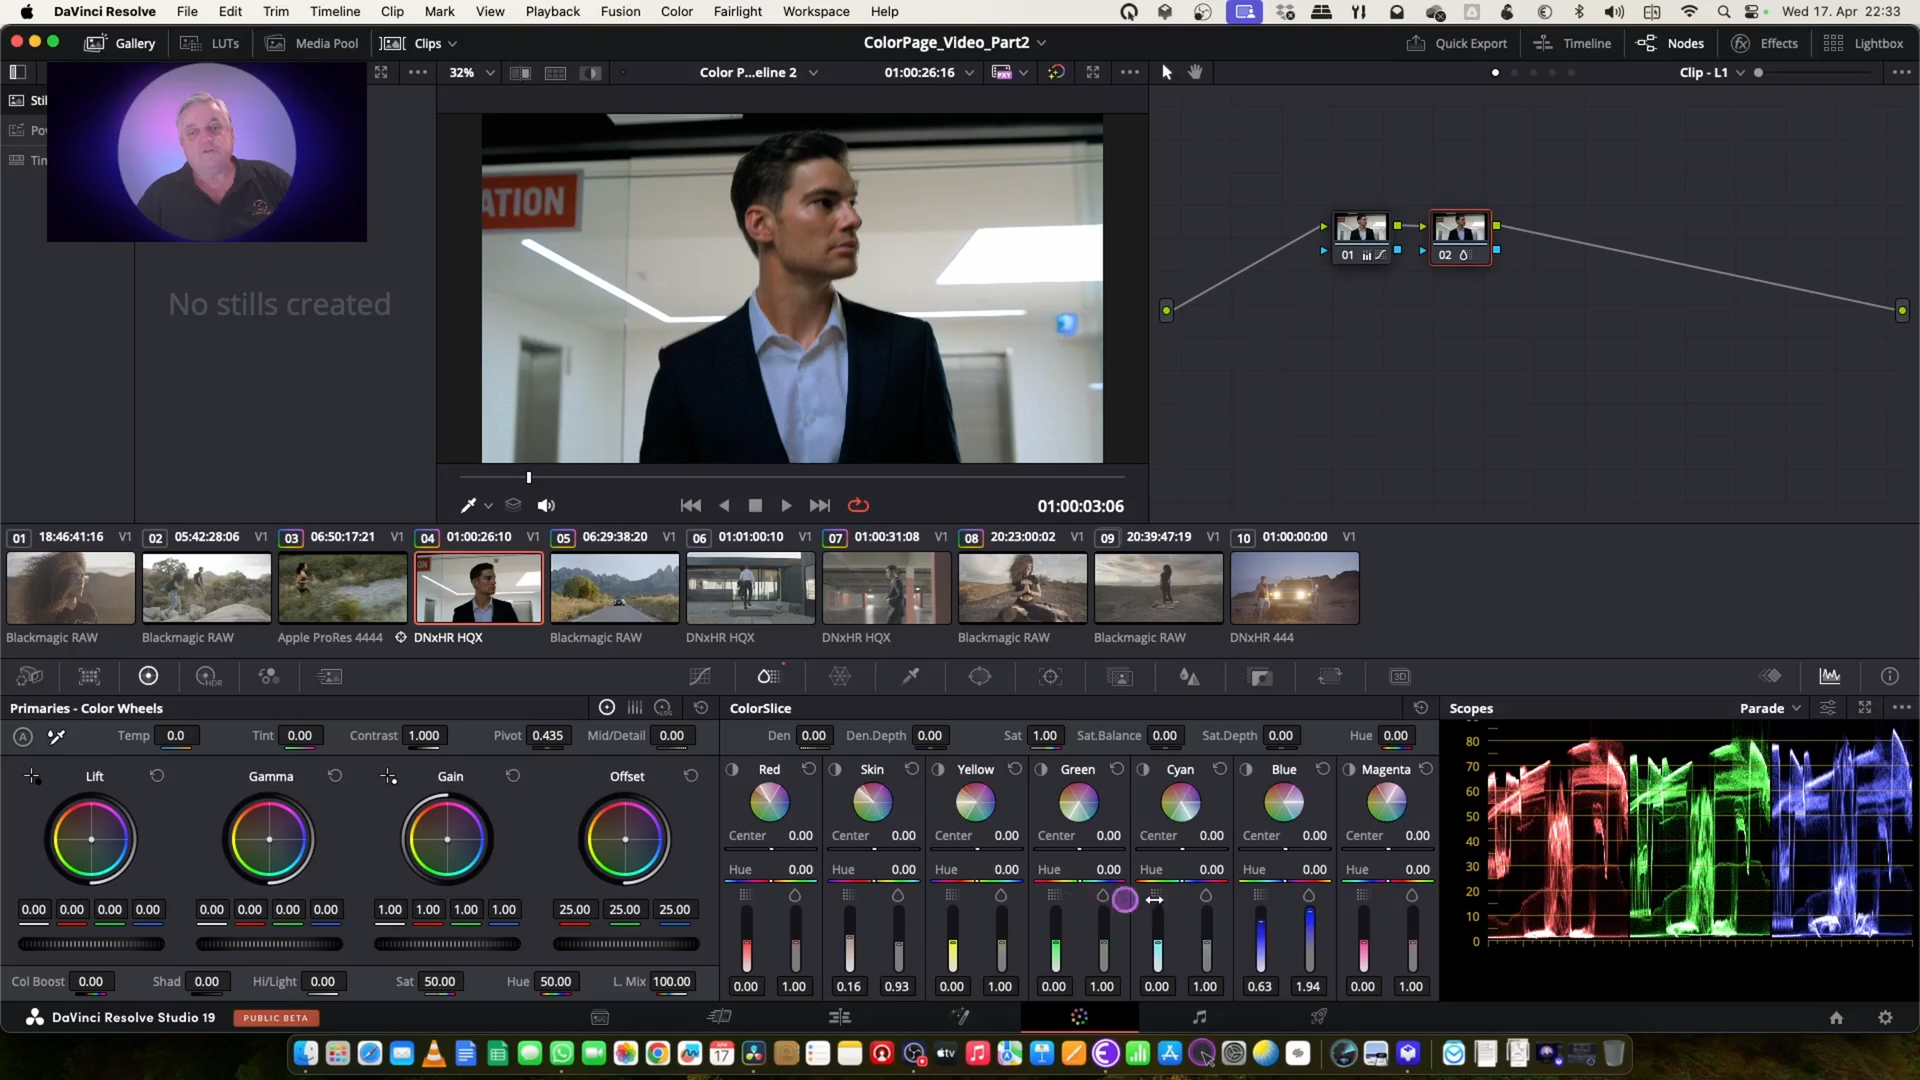 DaVinci Resolve File Edit Trim Timeline Clip Mark View Playback Fusion Color Fairlight Workspace Help Wed 17. Apr 22:33
Gallery LUTs Media Pool Clips ColorPage_Video_Part2 Quick Export Timeline Nodes Effects Lightbox
32% Color P...eline 2 01:00:26:16 Clip - L1
Stil
Po
Tim
No stills created
ATION
01 02
01:00:03:06
01 18:46:41:16 V1 02 05:42:28:06 V1 03 06:50:17:21 V1 04 01:00:26:10 V1 05 06:29:38:20 V1 06 01:01:00:10 V1 07 01:00:31:08 V1 08 20:23:00:02 V1 09 20:39:47:19 V1 10 01:00:00:00 V1
Blackmagic RAW Blackmagic RAW Apple ProRes 4444 DNxHR HQX Blackmagic RAW DNxHR HQX DNxHR HQX Blackmagic RAW Blackmagic RAW DNxHR 444
HDR 3D
Primaries - Color Wheels LOG ColorSlice Scopes Parade
A Temp 0.0 Tint 0.00 Contrast 1.000 Pivot 0.435 Mid/Detail 0.00 Den 0.00 Den.Depth 0.00 Sat 1.00 Sat.Balance 0.00 Sat.Depth 0.00 Hue 0.00
Lift Gamma Gain Offset Red Skin Yellow Green Cyan Blue Magenta
Center 0.00 Center 0.00 Center 0.00 Center 0.00 Center 0.00 Center 0.00 Center 0.00
Hue 0.00 Hue 0.00 Hue 0.00 Hue 0.00 Hue 0.00 Hue 0.00 Hue 0.00
80
70
60
50
40
30
20
10
0
0.00 0.00 0.00 0.00 0.00 0.00 0.00 0.00 1.00 1.00 1.00 1.00 25.00 25.00 25.00
Col Boost 0.00 Shad 0.00 Hi/Light 0.00 Sat 50.00 Hue 50.00 L. Mix 100.00 0.00 1.00 0.16 0.93 0.00 1.00 0.00 1.00 0.00 1.00 0.63 1.94 0.00 1.00
DaVinci Resolve Studio 19 PUBLIC BETA
tv
17